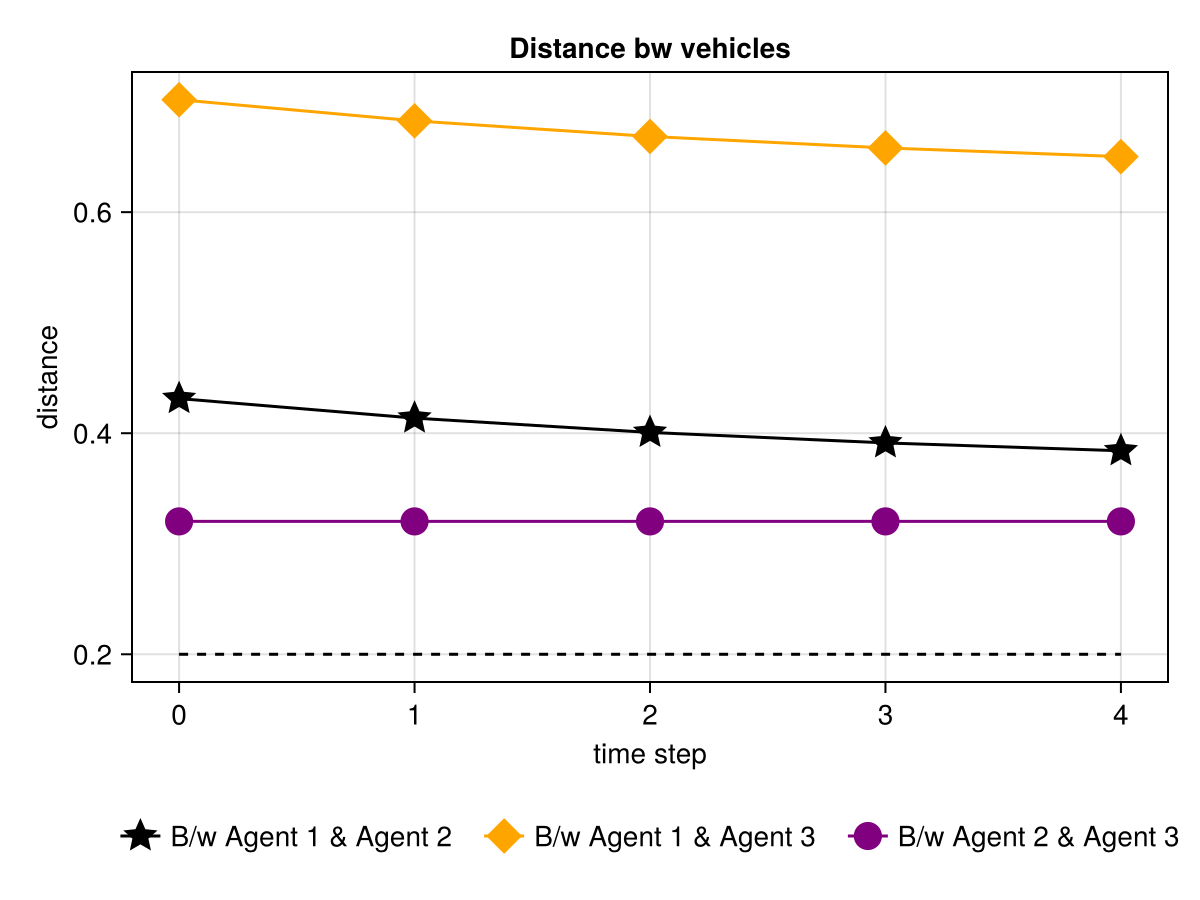 Distance bw vehicles
distance
0.6
0.4
0.2
0 1 2 3 4
time step
B/w Agent 1 & Agent 2 B/w Agent 1 & Agent 3 B/w Agent 2 & Agent 3